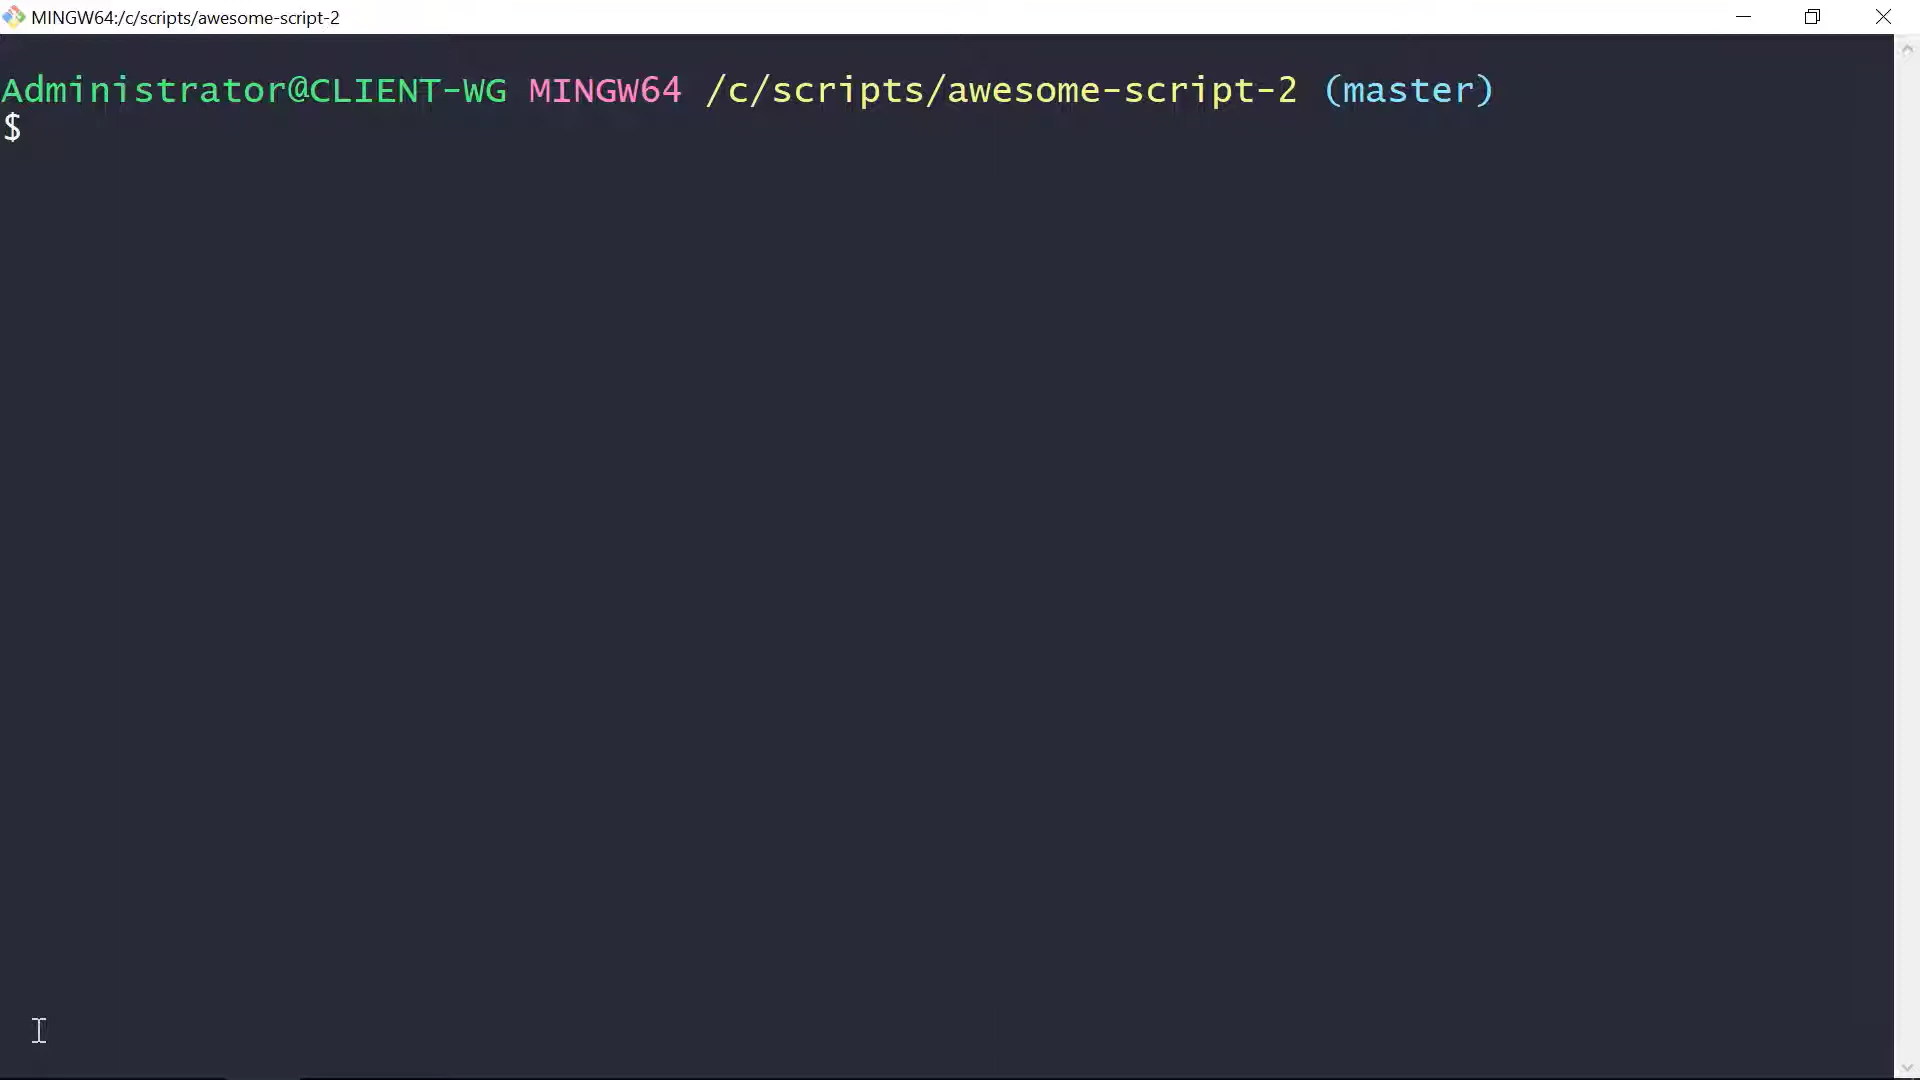 MINGW64:/c/scripts/awesome-script-2
Administrator@CLIENT-WG MINGW64 /c/scripts/awesome-script-2 (master)
$